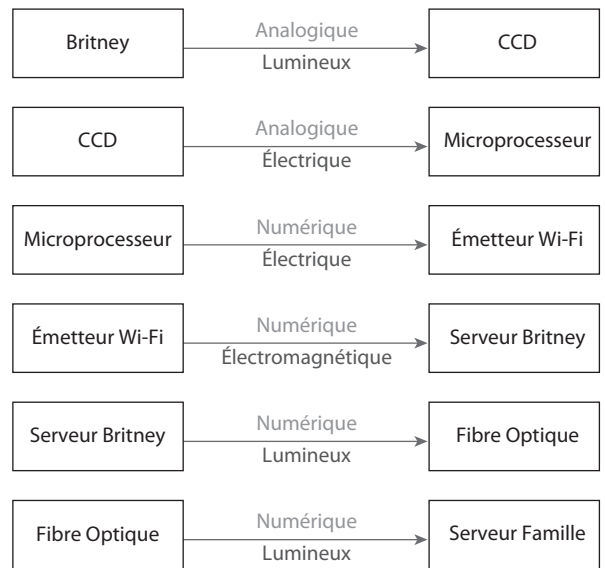 Britney
Analogique
Lumineux
CCD
CCD
Analogique
Électrique
Microprocesseur
Microprocesseur
Numérique
Électrique
Émetteur Wi-Fi
Émetteur Wi-Fi
Numérique
Électromagnétique
Serveur Britney
Serveur Britney
Numérique
Lumineux
Fibre Optique
Fibre Optique
Numérique
Lumineux
Serveur Famille